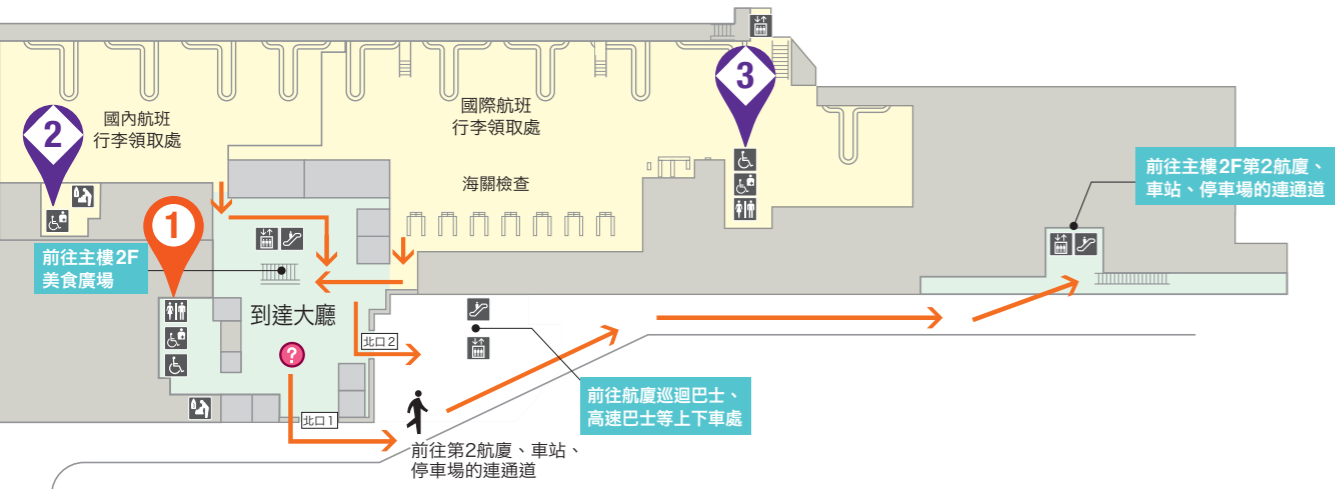 3
2
國內航班
行李領取處
國際航班
行李領取處
海關檢查
前往主樓2F第2航廈、
車站、停車場的連通道
1
前往主樓2F
美食廣場
到達大廳
?
北口2
前往航廈巡迴巴士、
高速巴士等上下車處
北口1
前往第2航廈、車站、
停車場的連通道